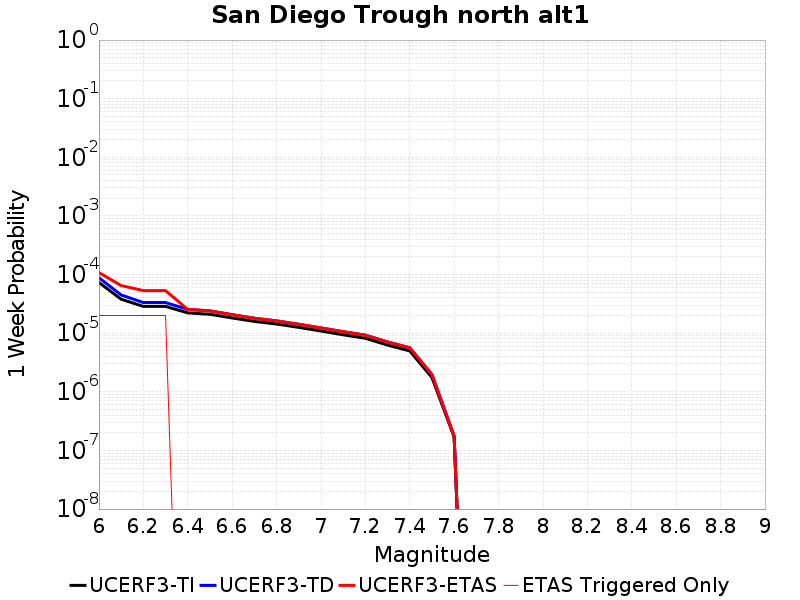 San Diego Trough north alt1
1 Week Probability
10^0
10^-1
10^-2
10^-3
10^-4
10^-5
10^-6
10^-7
10^-8
6 6.2 6.4 6.6 6.8 7 7.2 7.4 7.6 7.8 8 8.2 8.4 8.6 8.8 9
Magnitude
UCERF3-TI UCERF3-TD UCERF3-ETAS ETAS Triggered Only